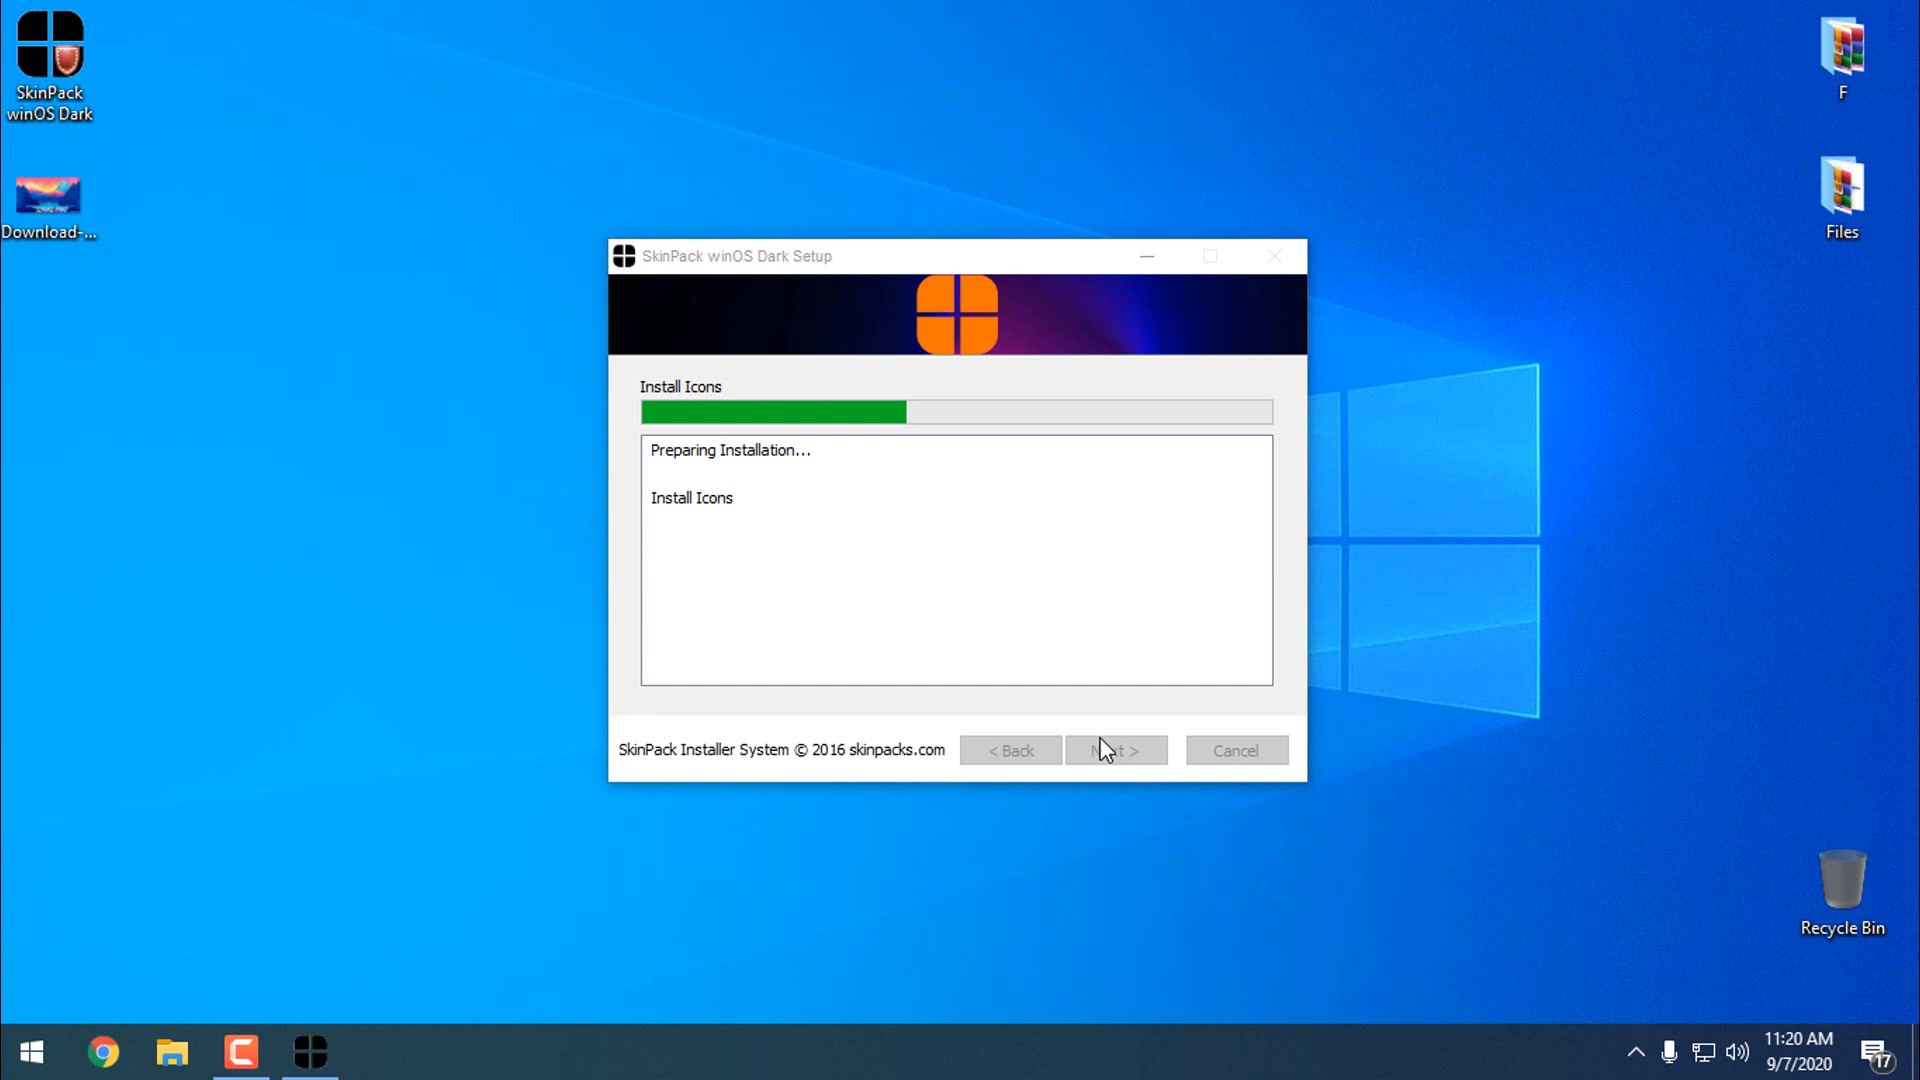 SkinPack
winOS Dark
Download-...
F
Files
SkinPack winOS Dark Setup
Install Icons
Preparing Installation...
Install Icons
SkinPack Installer System © 2016 skinpacks.com
< Back
>
Cancel
Recycle Bin
11:20 AM
9/7/2020
17